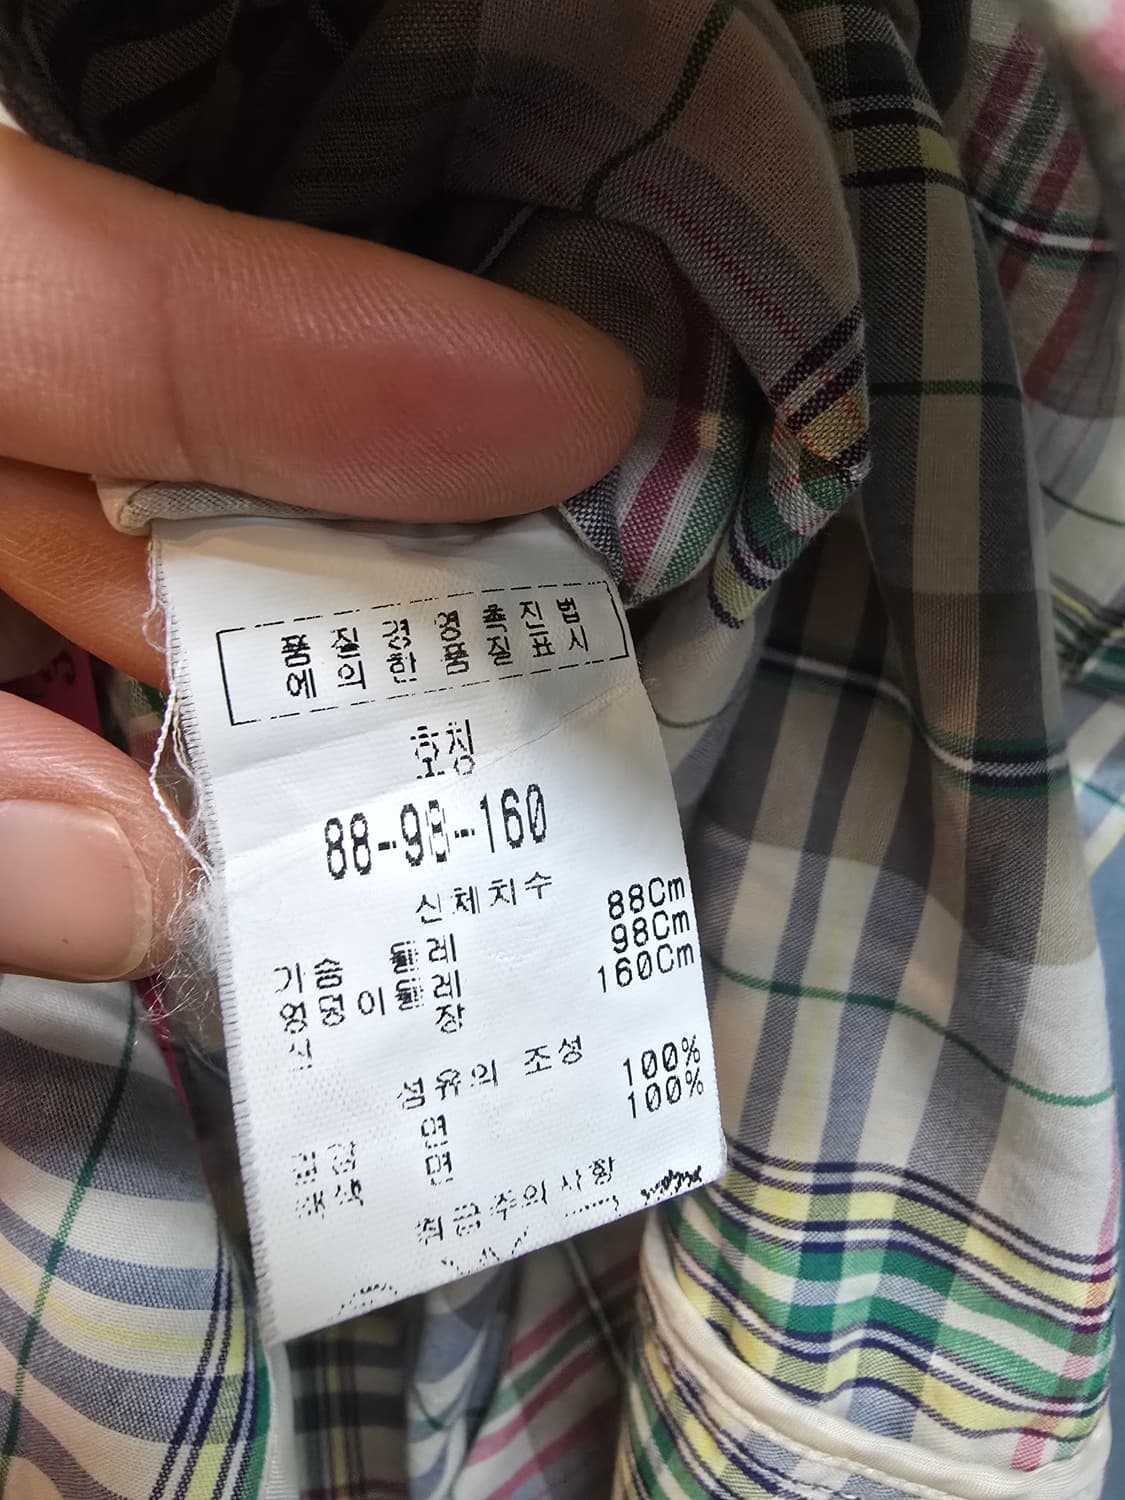 품질경영촉진법
에의한품질표시
호칭
88-98-160
신체치수
가슴 둘레 88Cm
엉덩이둘레 98Cm
신 장 160Cm
섬유의 조성
면 100%
면 100%
취급주의사항